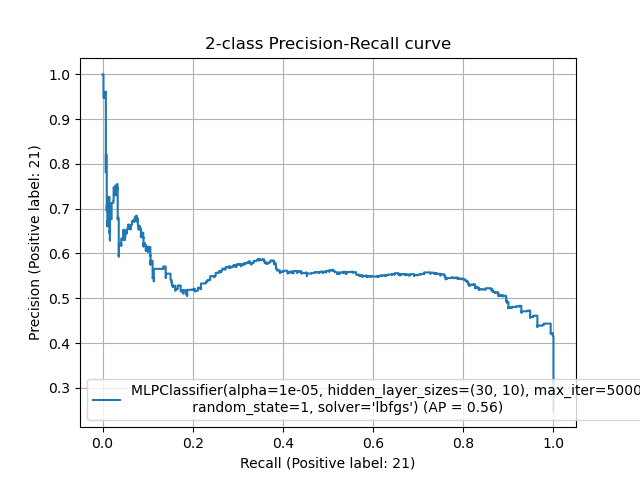 2-class Precision-Recall curve
1.0
0.9
0.8
0.7
0.6
0.5
0.4
0.3
Precision (Positive label: 21)
MLPClassifier(alpha=1e-05, hidden_layer_sizes=(30, 10), max_iter=5000
random_state=1, solver='lbfgs') (AP = 0.56)
0.0 0.2 0.4 0.6 0.8 1.0
Recall (Positive label: 21)